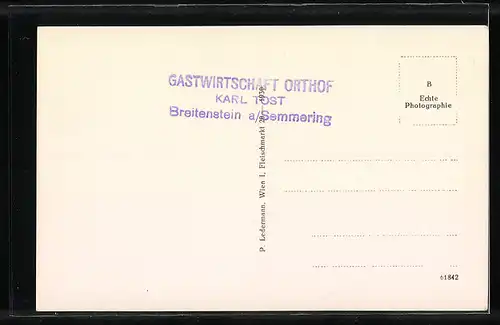 GASTWIRTSCHAFT ORTHOF
KARL TOST
Breitenstein a/Semmering
B
Echte
Photographie
P. Ledermann, Wien I, Fleischmarkt
61842